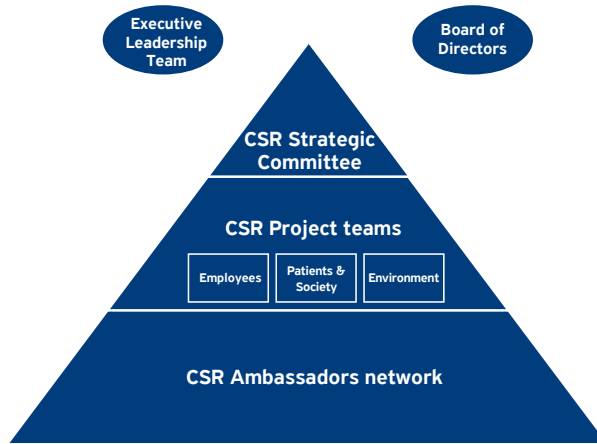 Executive
Leadership
Team
Board of
Directors
CSR Strategic
Committee
CSR Project teams
Employees
Patients &
Society
Environment
CSR Ambassadors network